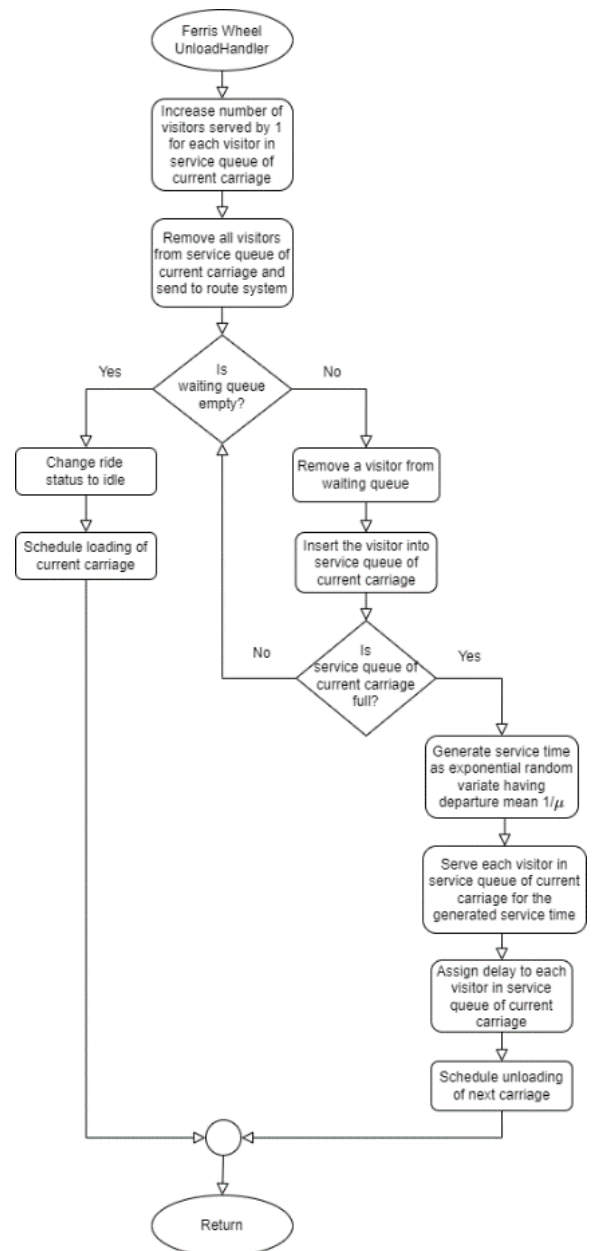 Ferris Wheel
UnloadHandler
Increase number of
visitors served by 1
for each visitor in
service queue of
current carriage
Remove all visitors
from service queue of
current carriage and
send to route system
Is
waiting queue
empty?
Yes
No
Change ride
status to idle
Schedule loading of
current carriage
Remove a visitor from
waiting queue
Insert the visitor into
service queue of
current carriage
Is
service queue of
current carriage
full?
No
Yes
Generate service time
as exponential random
variate having
departure mean 1/μ
Serve each visitor in
service queue of current
carriage for the
generated service time
Assign delay to each
visitor in service
queue of current
carriage
Schedule unloading
of next carriage
Return